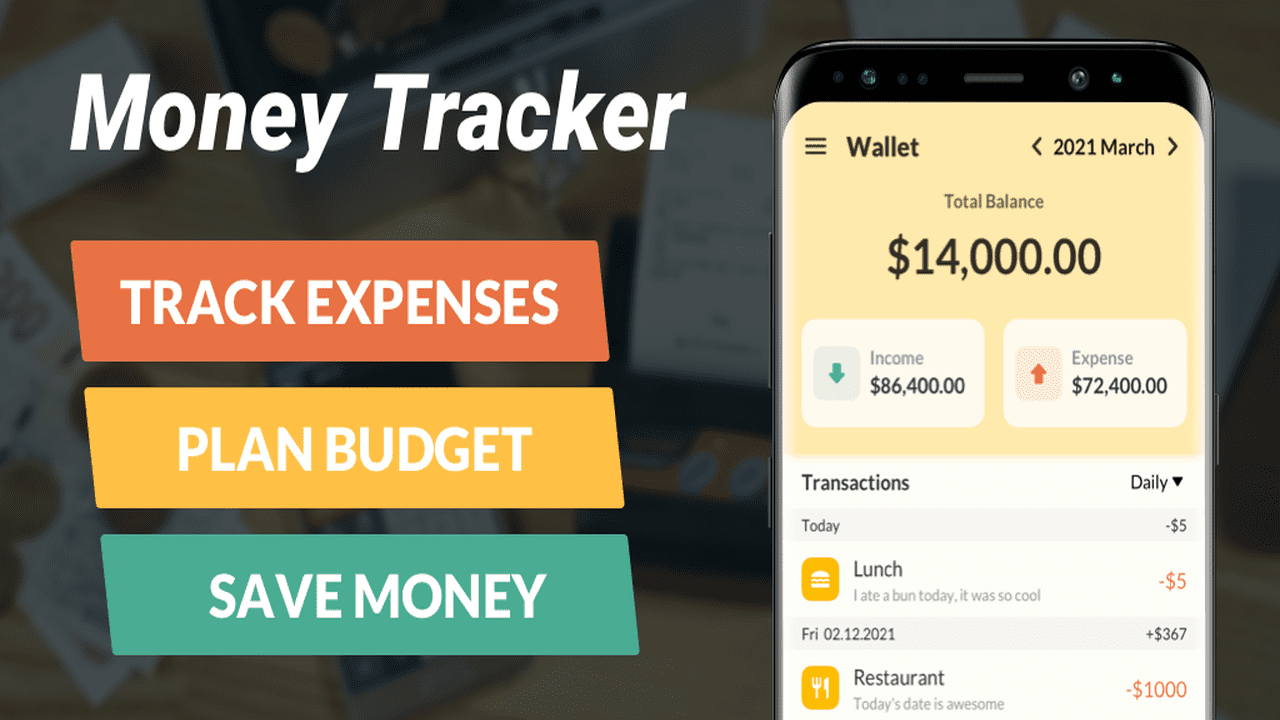 Money Tracker
TRACK EXPENSES
PLAN BUDGET
SAVE MONEY
Wallet
2021 March
Total Balance
$14,000.00
Income
$86,400.00
Expense
$72,400.00
Transactions
Daily ▼
Today
-$5
Lunch
I ate a bun today, it was so cool
-$5
Fri 02.12.2021
+$367
Restaurant
Today's date is awesome
-$1000